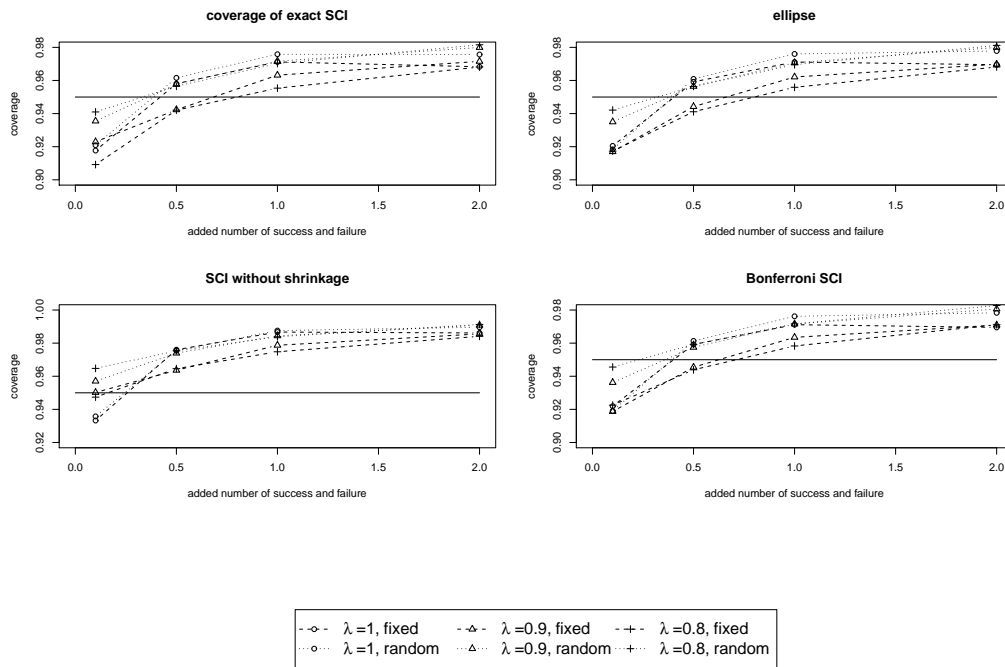 coverage of exact SCI
coverage
0.90
0.92
0.94
0.96
0.98
0.0
0.5
1.0
1.5
2.0
added number of success and failure
ellipse
coverage
0.90
0.92
0.94
0.96
0.98
0.0
0.5
1.0
1.5
2.0
added number of success and failure
SCI without shrinkage
coverage
0.92
0.94
0.96
0.98
1.00
0.0
0.5
1.0
1.5
2.0
added number of success and failure
Bonferroni SCI
coverage
0.90
0.92
0.94
0.96
0.98
0.0
0.5
1.0
1.5
2.0
added number of success and failure
λ =1, fixed
λ =1, random
λ =0.9, fixed
λ =0.9, random
λ =0.8, fixed
λ =0.8, random